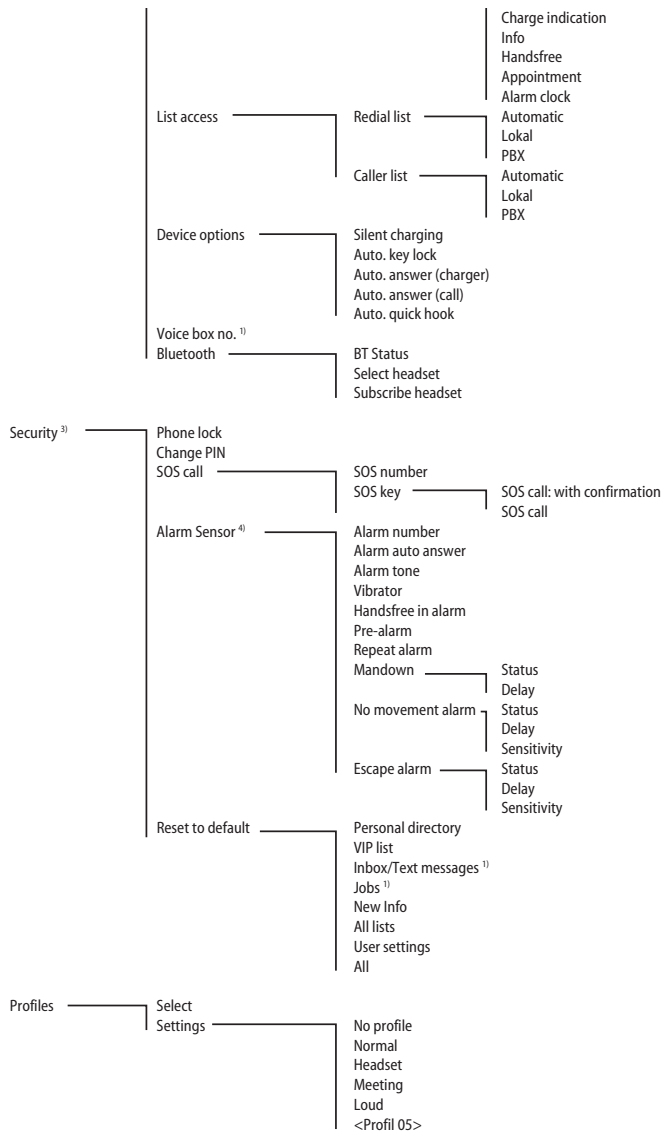 Charge indication
Info
Handsfree
Appointment
Alarm clock
List access Redial list Automatic
Lokal
PBX
Caller list Automatic
Lokal
PBX
Device options Silent charging
Auto. key lock
Auto. answer (charger)
Auto. answer (call)
Auto. quick hook
Voice box no. 1)
Bluetooth BT Status
Select headset
Subscribe headset
Security 3) Phone lock
Change PIN
SOS call SOS number
SOS key SOS call: with confirmation
SOS call
Alarm Sensor 4) Alarm number
Alarm auto answer
Alarm tone
Vibrator
Handsfree in alarm
Pre-alarm
Repeat alarm
Mandown Status
Delay
No movement alarm Status
Delay
Sensitivity
Escape alarm Status
Delay
Sensitivity
Reset to default Personal directory
VIP list
Inbox/Text messages 1)
Jobs 1)
New Info
All lists
User settings
All
Profiles Select
Settings No profile
Normal
Headset
Meeting
Loud
<Profil 05>